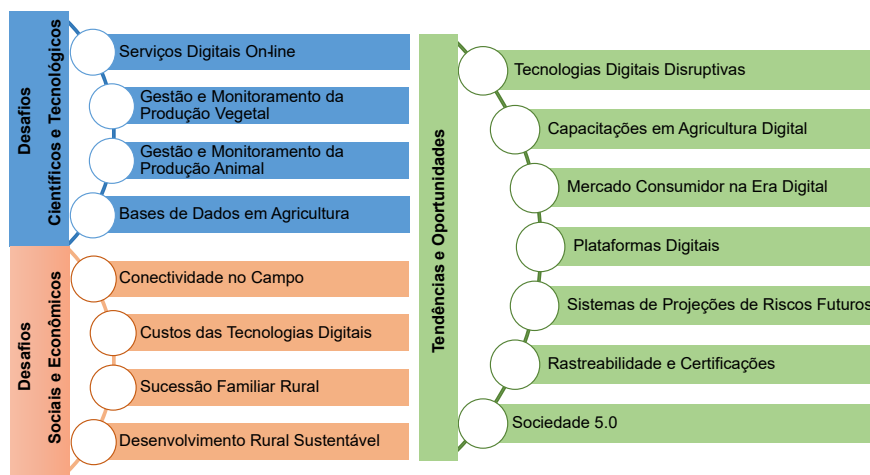 Desafios
Científicos e Tecnológicos
Serviços Digitais On-line
Gestão e Monitoramento da
Produção Vegetal
Gestão e Monitoramento da
Produção Animal
Bases de Dados em Agricultura
Desafios
Sociais e Econômicos
Conectividade no Campo
Custos das Tecnologias Digitais
Sucessão Familiar Rural
Desenvolvimento Rural Sustentável
Tendências e Oportunidades
Tecnologias Digitais Disruptivas
Capacitações em Agricultura Digital
Mercado Consumidor na Era Digital
Plataformas Digitais
Sistemas de Projeções de Riscos Futuros
Rastreabilidade e Certificações
Sociedade 5.0